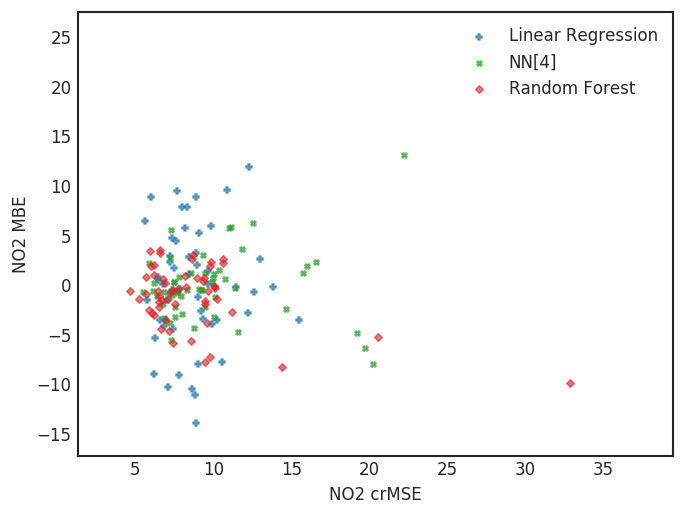 25
20
15
10
5
0
−5
−10
−15
NO2 MBE
Linear Regression
NN[4]
Random Forest
5 10 15 20 25 30 35
NO2 crMSE